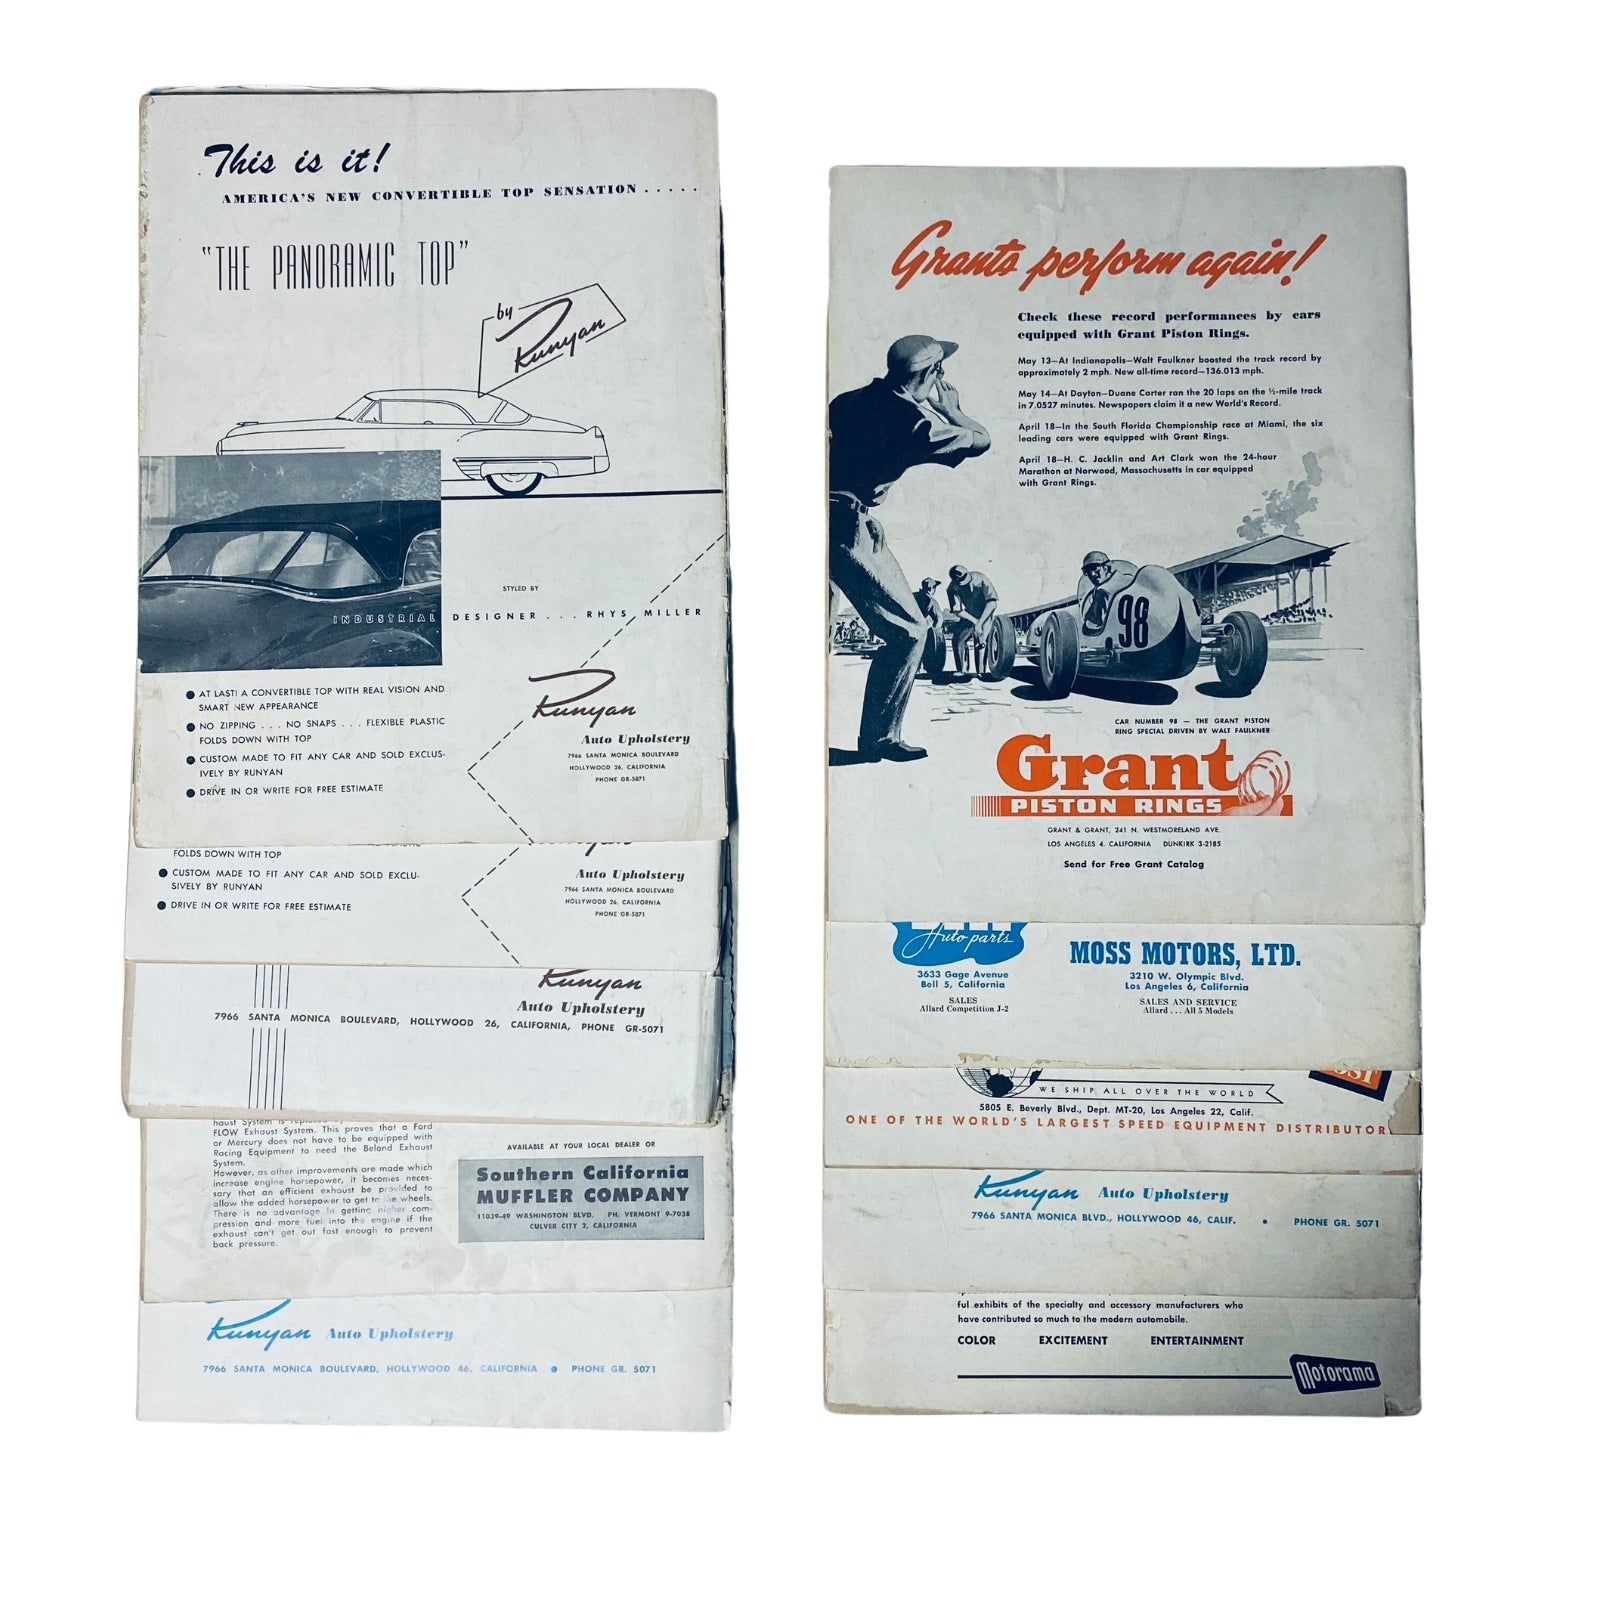 This is it!
AMERICA'S NEW CONVERTIBLE TOP SENSATION.....
"THE PANORAMIC TOP"
by
Runyan
STYLED BY
INDUSTRIAL DESIGNER ... RHYS MILLER
● AT LAST! A CONVERTIBLE TOP WITH REAL VISION AND
SMART NEW APPEARANCE
● NO ZIPPING ... NO SNAPS ... FLEXIBLE PLASTIC
FOLDS DOWN WITH TOP
● CUSTOM MADE TO FIT ANY CAR AND SOLD EXCLUS-
IVELY BY RUNYAN
● DRIVE IN OR WRITE FOR FREE ESTIMATE
Runyan
Auto Upholstery
7966 SANTA MONICA BOULEVARD
HOLLYWOOD 26, CALIFORNIA
PHONE GR-5071
FOLDS DOWN WITH TOP
● CUSTOM MADE TO FIT ANY CAR AND SOLD EXCLU-
SIVELY BY RUNYAN
● DRIVE IN OR WRITE FOR FREE ESTIMATE
Auto Upholstery
7966 SANTA MONICA BOULEVARD
HOLLYWOOD 26, CALIFORNIA
PHONE GR-5071
Runyan
Auto Upholstery
7966 SANTA MONICA BOULEVARD, HOLLYWOOD 26, CALIFORNIA, PHONE GR-5071
haust System is replaced by
FLOW Exhaust System. This proves that a Ford
or Mercury does not have to be equipped with
Racing Equipment to need the Belond Exhaust
System.
However, as other improvements are made which
increase engine horsepower, it becomes neces-
sary that an efficient exhaust be provided to
allow the added horsepower to get to the wheels.
There is no advantage in getting higher com-
pression and more fuel into the engine if the
exhaust can't get out fast enough to prevent
back pressure.
AVAILABLE AT YOUR LOCAL DEALER OR
Southern California
MUFFLER COMPANY
11039-49 WASHINGTON BLVD. PH. VERMONT 9-7038
CULVER CITY 2, CALIFORNIA
Runyan Auto Upholstery
7966 SANTA MONICA BOULEVARD, HOLLYWOOD 46, CALIFORNIA ● PHONE GR. 5071
Grants perform again!
Check these record performances by cars
equipped with Grant Piston Rings.
May 13—At Indianapolis—Walt Faulkner boosted the track record by
approximately 2 mph. New all-time record—136.013 mph.
May 14—At Dayton—Duane Carter ran the 20 laps on the ½-mile track
in 7.0527 minutes. Newspapers claim it a new World's Record.
April 18—In the South Florida Championship race at Miami, the six
leading cars were equipped with Grant Rings.
April 18—H. C. Jacklin and Art Clark won the 24-hour
Marathon at Norwood, Massachusetts in car equipped
with Grant Rings.
98
CAR NUMBER 98 — THE GRANT PISTON
RING SPECIAL DRIVEN BY WALT FAULKNER
Grant
PISTON RINGS
GRANT & GRANT, 241 N. WESTMORELAND AVE.
LOS ANGELES 4, CALIFORNIA DUNKIRK 3-2185
Send for Free Grant Catalog
Auto parts
3633 Gage Avenue
Bell 5, California
SALES
Allard Competition J-2
MOSS MOTORS, LTD.
3210 W. Olympic Blvd.
Los Angeles 6, California
SALES AND SERVICE
Allard ... All 5 Models
WE SHIP ALL OVER THE WORLD
5805 E. Beverly Blvd., Dept. MT-20, Los Angeles 22, Calif.
ONE OF THE WORLD'S LARGEST SPEED EQUIPMENT DISTRIBUTOR
Runyan Auto Upholstery
7966 SANTA MONICA BLVD., HOLLYWOOD 46, CALIF. ● PHONE GR. 5071
ful exhibits of the specialty and accessory manufacturers who
have contributed so much to the modern automobile.
COLOR EXCITEMENT ENTERTAINMENT
Motorama